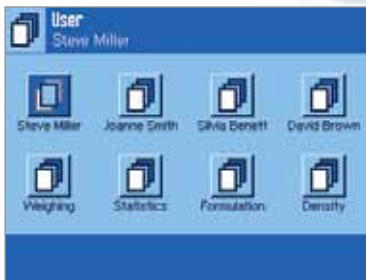 User
Steve Miller
Steve Miller Joanne Smith Silvia Benett David Brown
Weighing Statistics Formulation Density